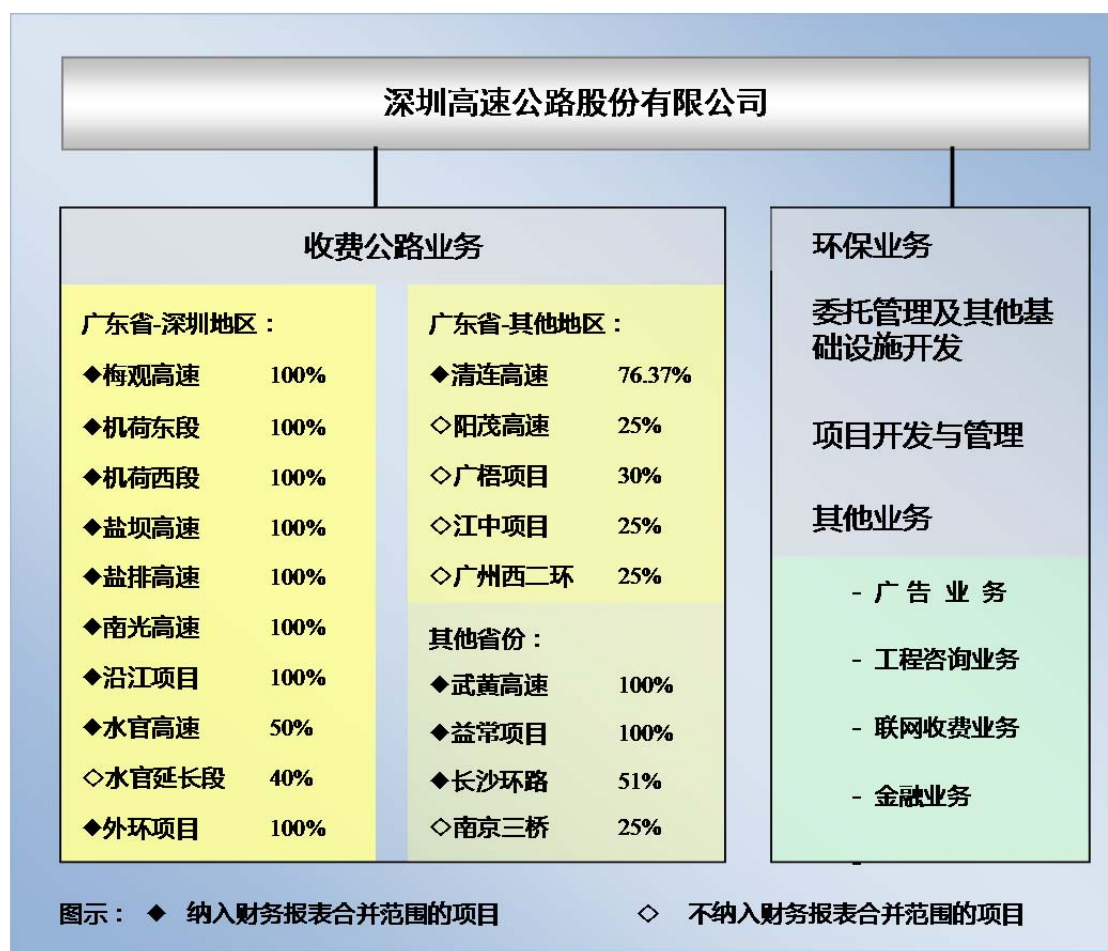 深圳高速公路股份有限公司
收费公路业务
广东省-深圳地区：
◆梅观高速 100%
◆机荷东段 100%
◆机荷西段 100%
◆盐坝高速 100%
◆盐排高速 100%
◆南光高速 100%
◆沿江项目 100%
◆水官高速 50%
◇水官延长段 40%
◆外环项目 100%
广东省-其他地区：
◆清连高速 76.37%
◇阳茂高速 25%
◇广梧项目 30%
◇江中项目 25%
◇广州西二环 25%
其他省份：
◆武黄高速 100%
◆益常项目 100%
◆长沙环路 51%
◇南京三桥 25%
环保业务
委托管理及其他基
础设施开发
项目开发与管理
其他业务
- 广 告 业 务
- 工程咨询业务
- 联网收费业务
- 金融业务
-
图示： ◆ 纳入财务报表合并范围的项目 ◇ 不纳入财务报表合并范围的项目